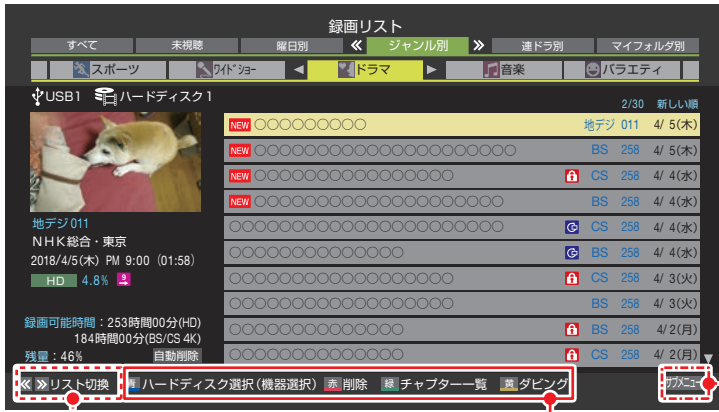 録画リスト
すべて 未視聴 曜日別 ≪ ジャンル別 ≫ 連ドラ別 マイフォルダ別
スポーツ ワイドショー ◀ ドラマ ▶ 音楽 バラエティ
USB1 ハードディスク1
2/30 新しい順
NEW ○○○○○○○○○ 地デジ 011 4/ 5(木)
NEW ○○○○○○○○○○○○○○○○○○○○○ BS 258 4/ 5(木)
NEW ○○○○○○○○○○○○○○○○ CS 258 4/ 4(水)
NEW ○○○○○○○○○○○○○○○○○○○○ BS 258 4/ 4(水)
○○○○○○○○○○○○○○○○○○○○○○ CS 258 4/ 4(水)
○○○○○○○○○○○○○○ BS 258 4/ 4(水)
○○○○○○○○○○○○○○○○○○ CS 258 4/ 3(火)
○○○○○○○○○○○○○○○○○○ BS 258 4/ 3(火)
○○○○○○○○○○○○○○ BS 258 4/ 2(月)
○○○○○○○○○○○○○○ CS 258 4/ 2(月)
地デジ011
NHK総合・東京
2018/4/5(木) PM 9:00 (01:58)
HD 4.8% 9
録画可能時間:253時間00分(HD)
184時間00分(BS/CS 4K)
残量:46% 自動削除
≪ ≫ リスト切換 青 ハードディスク選択(機器選択) 赤 削除 緑 チャプター一覧 黄 ダビング サブメニュー